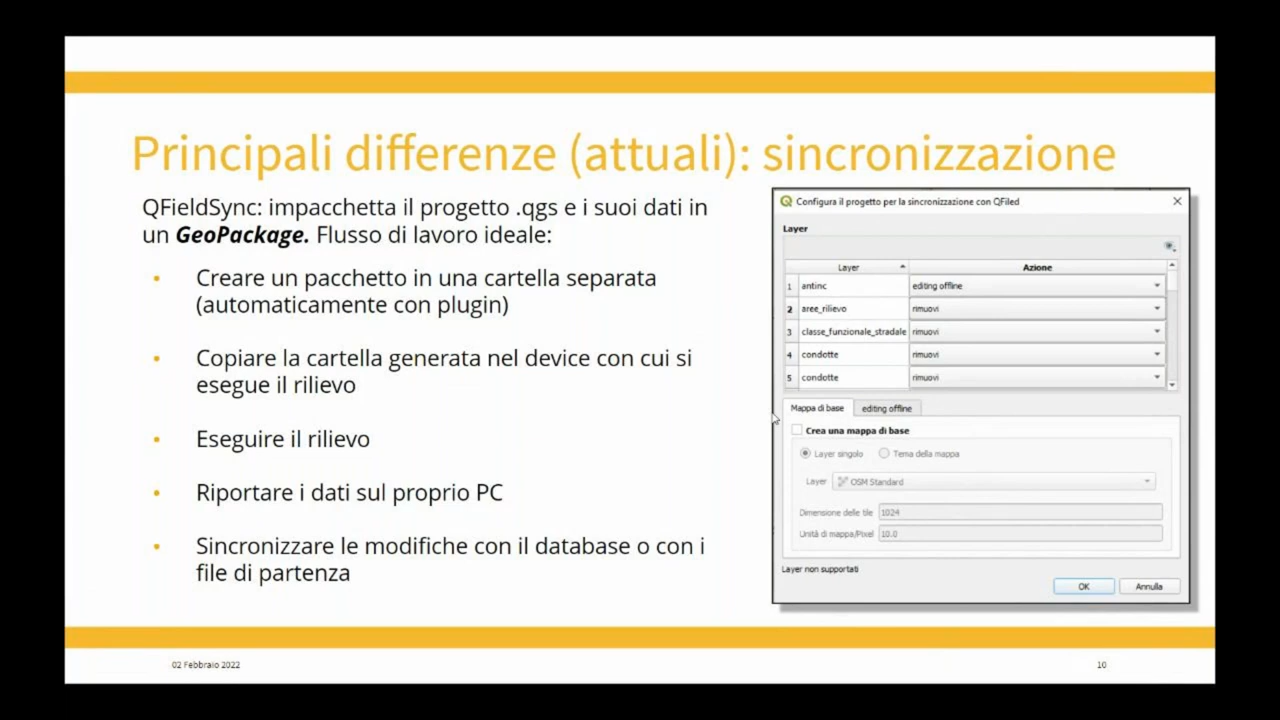 Principali differenze (attuali): sincronizzazione
QFieldSync: impacchetta il progetto .qgs e i suoi dati in
un GeoPackage. Flusso di lavoro ideale:
• Creare un pacchetto in una cartella separata
(automaticamente con plugin)
• Copiare la cartella generata nel device con cui si
esegue il rilievo
• Eseguire il rilievo
• Riportare i dati sul proprio PC
• Sincronizzare le modifiche con il database o con i
file di partenza
Configura il progetto per la sincronizzazione con QFiled
Layer
Layer Azione
1 antinc editing offline
2 aree_rilievo rimuovi
3 classe_funzionale_stradale rimuovi
4 condotte rimuovi
5 condotte rimuovi
Mappa di base editing offline
Crea una mappa di base
Layer singolo Tema della mappa
Layer OSM Standard
Dimensione delle tile 1024
Unità di mappa/Pixel 10.0
Layer non supportati
OK Annulla
02 Febbraio 2022
10